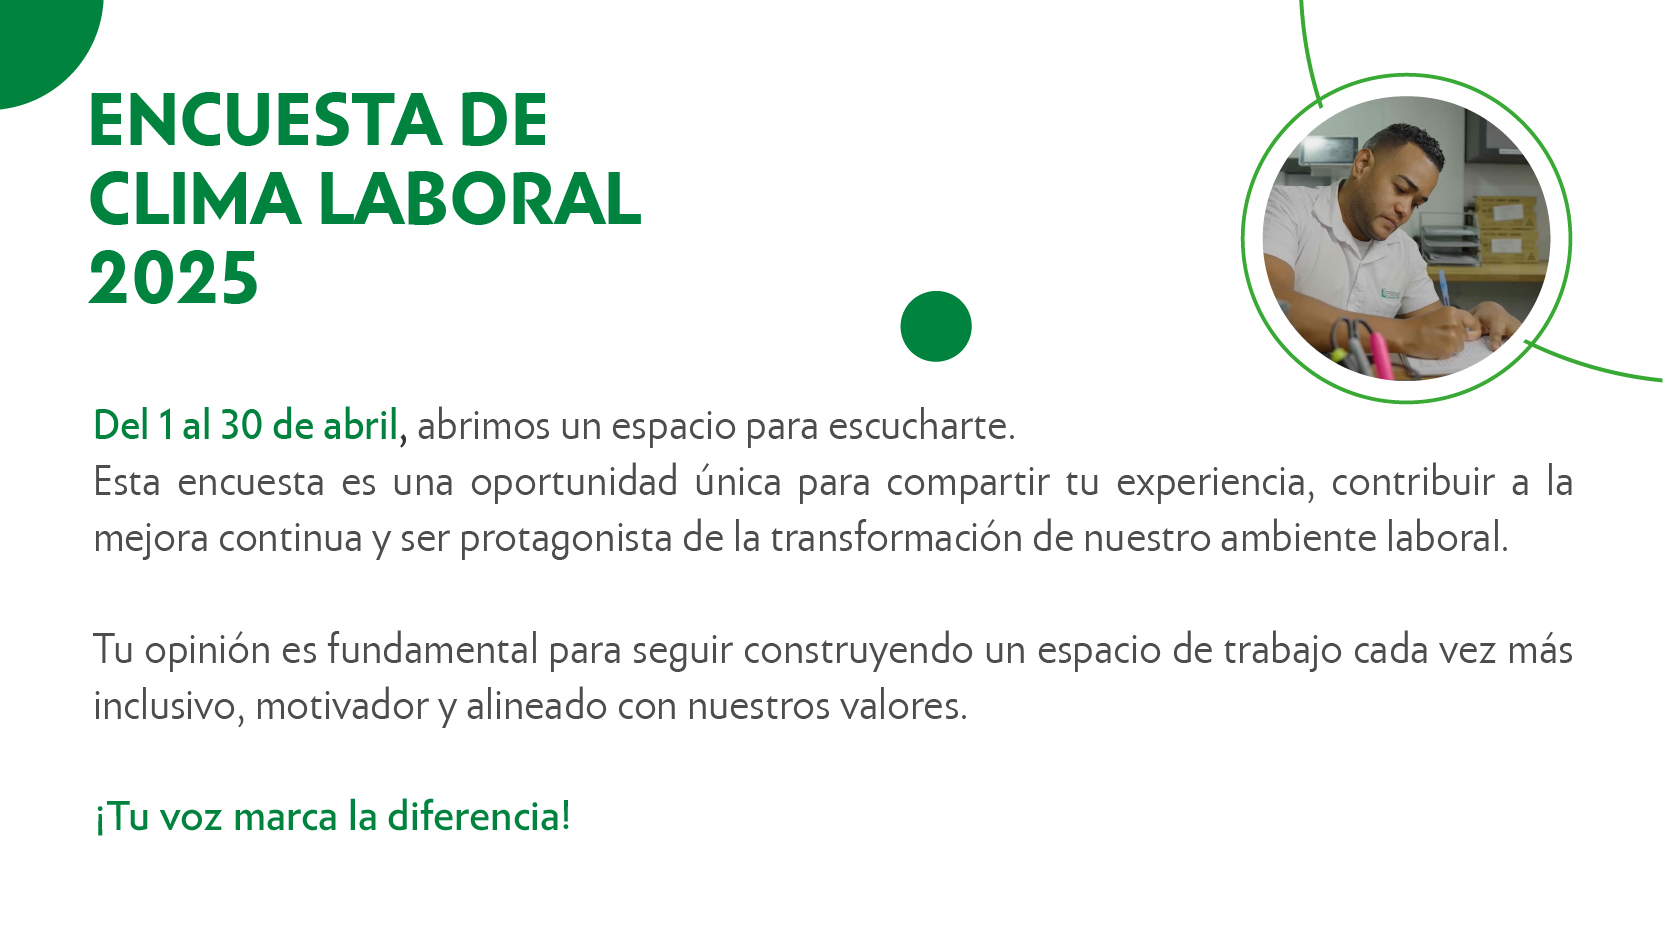 ENCUESTA DE
CLIMA LABORAL
2025
Del 1 al 30 de abril, abrimos un espacio para escucharte.
Esta encuesta es una oportunidad única para compartir tu experiencia, contribuir a la
mejora continua y ser protagonista de la transformación de nuestro ambiente laboral.
Tu opinión es fundamental para seguir construyendo un espacio de trabajo cada vez más
inclusivo, motivador y alineado con nuestros valores.
¡Tu voz marca la diferencia!